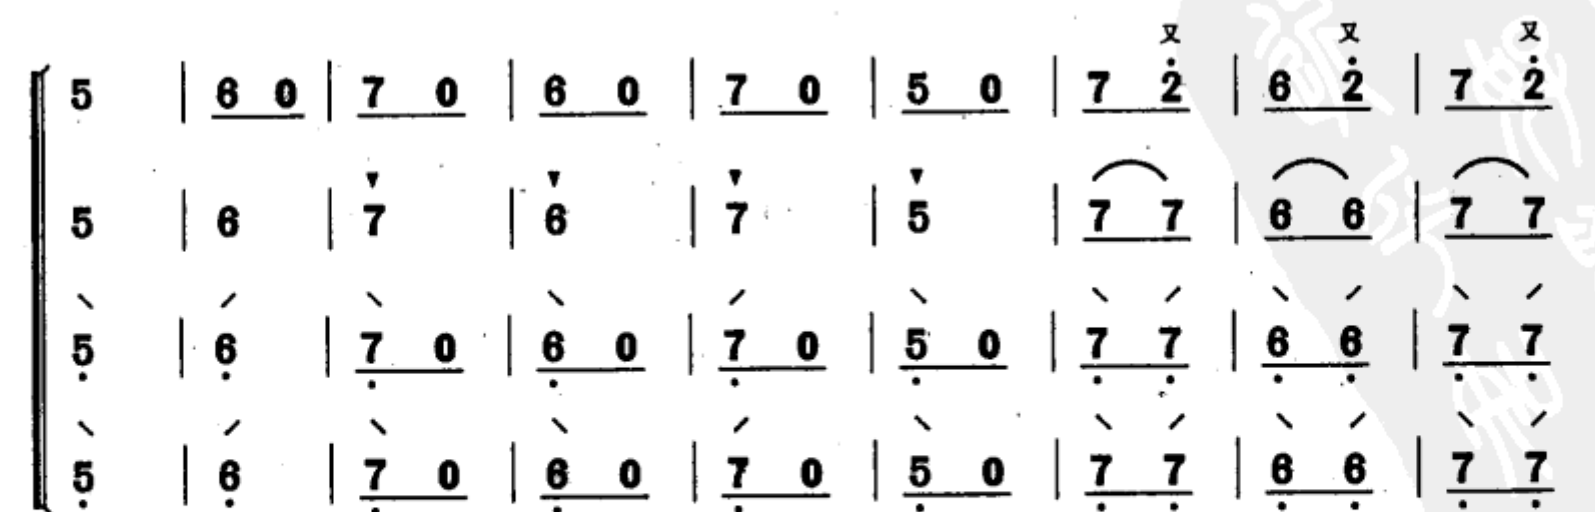 又 又 又
5 | 6 0 | 7 0 | 6 0 | 7 0 | 5 0 | 7 2̇ | 6 2̇ | 7 2̇
5 | 6 | 7 | 6 | 7 | 5 | 7 7 | 6 6 | 7 7
5̣ | 6̣ | 7̣ 0 | 6̣ 0 | 7̣ 0 | 5̣ 0 | 7̣ 7̣ | 6̣ 6̣ | 7̣ 7̣
5̣ | 6̣ | 7̣ 0 | 6̣ 0 | 7̣ 0 | 5̣ 0 | 7̣ 7̣ | 6̣ 6̣ | 7̣ 7̣